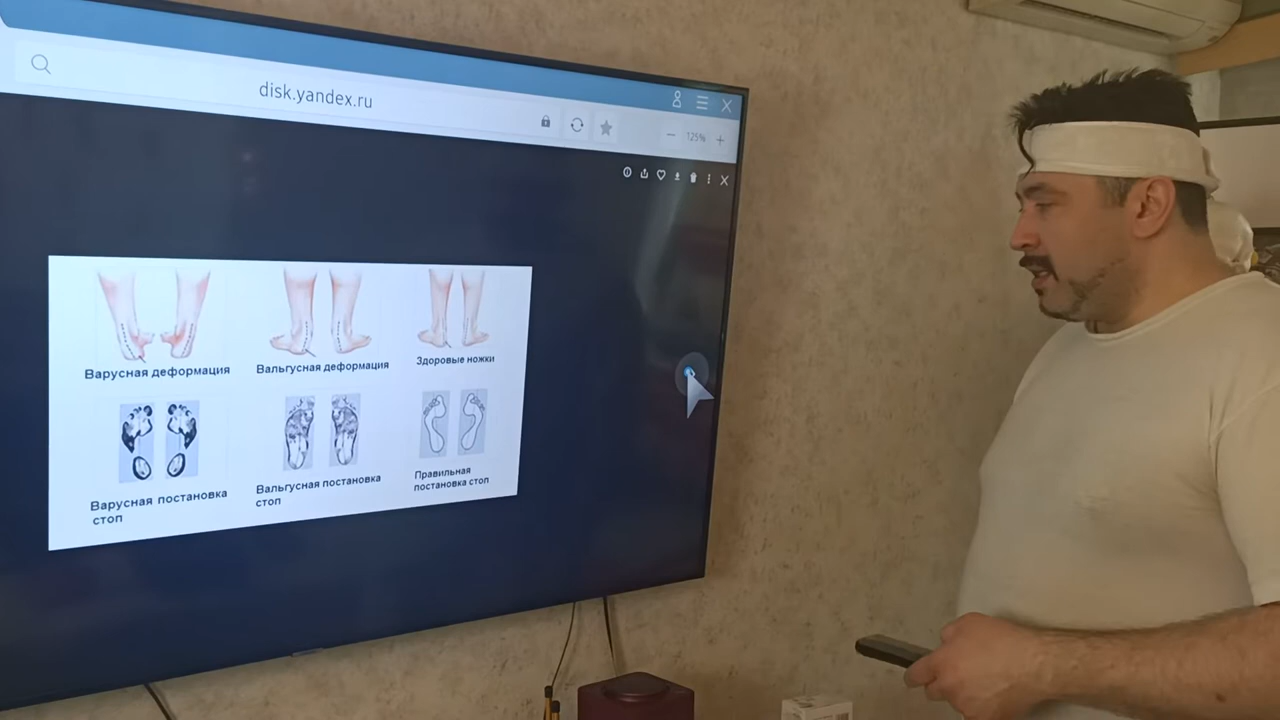 disk.yandex.ru
125%
Варусная деформация
Вальгусная деформация
Здоровые ножки
Варусная постановка
стоп
Вальгусная постановка
стоп
Правильная
постановка стоп